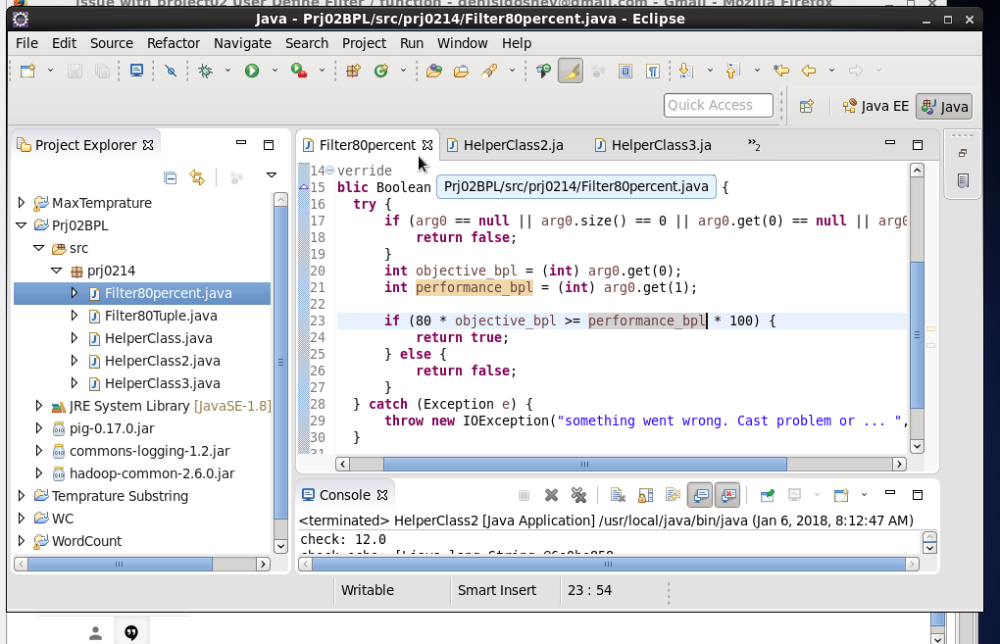 Issue with project02 User Define Filter / function - denisigoshev@gmail.com - Gmail - Mozilla Firefox
Java - Prj02BPL/src/prj0214/Filter80percent.java - Eclipse
File Edit Source Refactor Navigate Search Project Run Window Help
Quick Access
Java EE
Java
Project Explorer
MaxTemprature
Prj02BPL
src
prj0214
Filter80percent.java
Filter80Tuple.java
HelperClass.java
HelperClass2.java
HelperClass3.java
JRE System Library [JavaSE-1.8]
pig-0.17.0.jar
commons-logging-1.2.jar
hadoop-common-2.6.0.jar
Temprature Substring
WC
WordCount
Filter80percent HelperClass2.ja HelperClass3.ja »2
Prj02BPL/src/prj0214/Filter80percent.java
14 verride
15 blic Boolean {
16 try {
17 if (arg0 == null || arg0.size() == 0 || arg0.get(0) == null || arg0
18 return false;
19 }
20 int objective_bpl = (int) arg0.get(0);
21 int performance_bpl = (int) arg0.get(1);
22
23 if (80 * objective_bpl >= performance_bpl * 100) {
24 return true;
25 } else {
26 return false;
27 }
28 } catch (Exception e) {
29 throw new IOException("something went wrong. Cast problem or ... ",
30 }
31
Console
<terminated> HelperClass2 [Java Application] /usr/local/java/bin/java (Jan 6, 2018, 8:12:47 AM)
check: 12.0
Writable Smart Insert 23 : 54